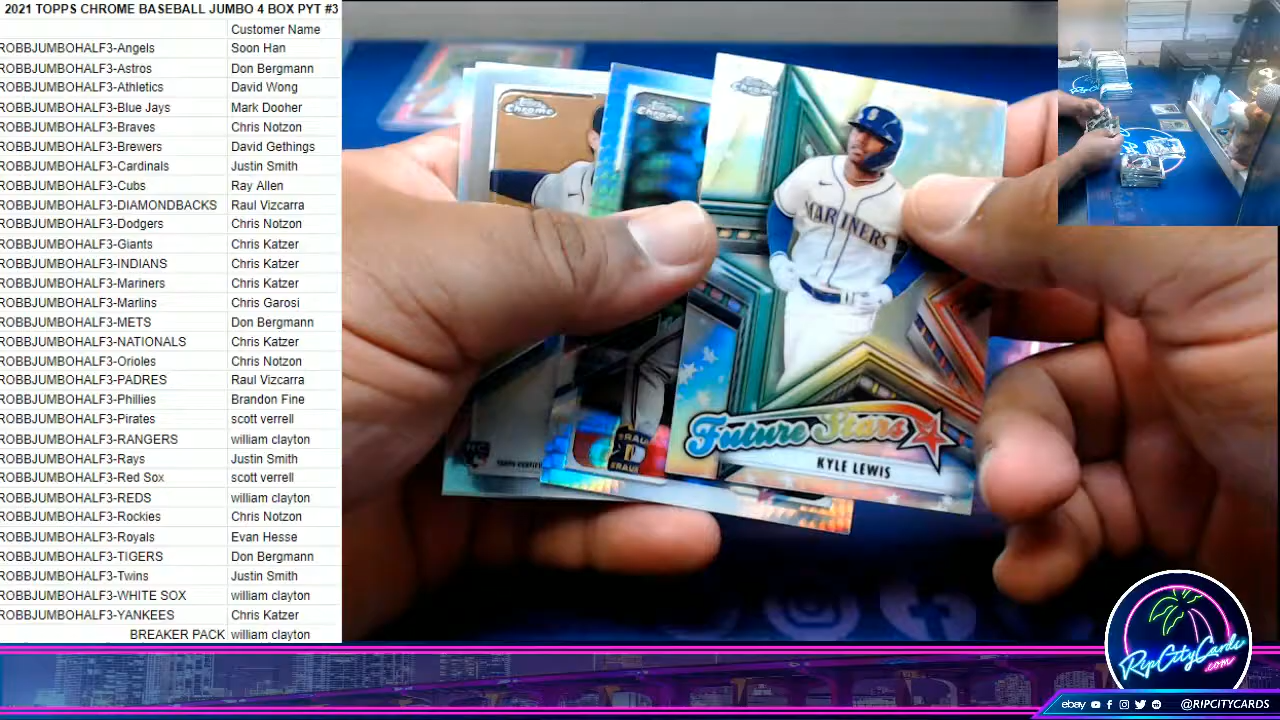 2021 TOPPS CHROME BASEBALL JUMBO 4 BOX PYT #3
Customer Name
ROBBJUMBOHALF3-Angels Soon Han
ROBBJUMBOHALF3-Astros Don Bergmann
ROBBJUMBOHALF3-Athletics David Wong
ROBBJUMBOHALF3-Blue Jays Mark Dooher
ROBBJUMBOHALF3-Braves Chris Notzon
ROBBJUMBOHALF3-Brewers David Gethings
ROBBJUMBOHALF3-Cardinals Justin Smith
ROBBJUMBOHALF3-Cubs Ray Allen
ROBBJUMBOHALF3-DIAMONDBACKS Raul Vizcarra
ROBBJUMBOHALF3-Dodgers Chris Notzon
ROBBJUMBOHALF3-Giants Chris Katzer
ROBBJUMBOHALF3-INDIANS Chris Katzer
ROBBJUMBOHALF3-Mariners Chris Katzer
ROBBJUMBOHALF3-Marlins Chris Garosi
ROBBJUMBOHALF3-METS Don Bergmann
ROBBJUMBOHALF3-NATIONALS Chris Katzer
ROBBJUMBOHALF3-Orioles Chris Notzon
ROBBJUMBOHALF3-PADRES Raul Vizcarra
ROBBJUMBOHALF3-Phillies Brandon Fine
ROBBJUMBOHALF3-Pirates scott verrell
ROBBJUMBOHALF3-RANGERS william clayton
ROBBJUMBOHALF3-Rays Justin Smith
ROBBJUMBOHALF3-Red Sox scott verrell
ROBBJUMBOHALF3-REDS william clayton
ROBBJUMBOHALF3-Rockies Chris Notzon
ROBBJUMBOHALF3-Royals Evan Hesse
ROBBJUMBOHALF3-TIGERS Don Bergmann
ROBBJUMBOHALF3-Twins Justin Smith
ROBBJUMBOHALF3-WHITE SOX william clayton
ROBBJUMBOHALF3-YANKEES Chris Katzer
BREAKER PACK william clayton
Chrome
Topps Chrome
Topps Chrome
MARINERS
Future Stars
KYLE LEWIS
RC
RipCityCards
.com
ebay @RIPCITYCARDS